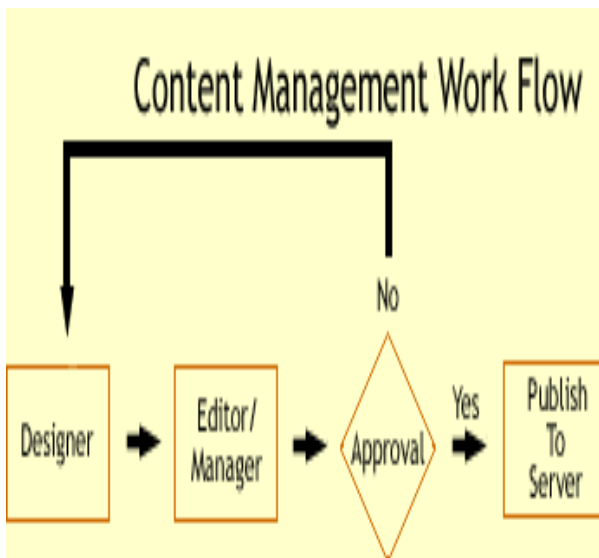 Content Management Work Flow
No
Designer
Editor/
Manager
Approval
Yes
Publish
To
Server